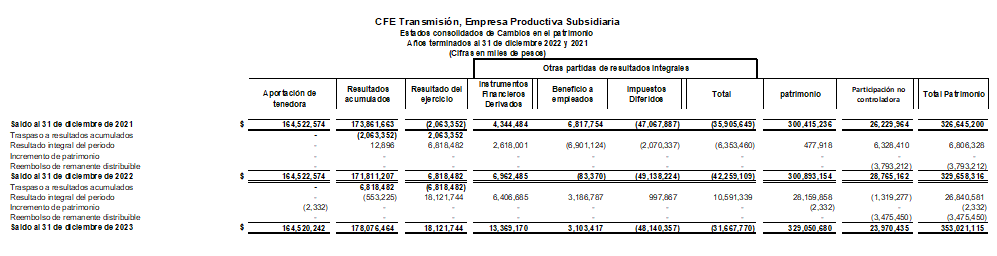 CFE Transmisión, Empresa Productiva Subsidiaria
Estados consolidados de Cambios en el patrimonio
Años terminados al 31 de diciembre 2022 y 2021
(Cifras en miles de pesos)
Otras partidas de resultados integrales
Aportación de tenedora Resultados acumulados Resultado del ejercicio Instrumentos Financieros Derivados Beneficio a empleados Impuestos Diferidos Total patrimonio Participación no controladora Total Patrimonio
Saldo al 31 de diciembre de 2021 $ 164,522,574 173,861,663 (2,063,352) 4,344,484 6,817,754 (47,067,887) (35,905,649) 300,415,236 26,229,964 326,645,200
Traspaso a resultados acumulados - (2,063,352) 2,063,352 - - - - - - -
Resultado integral del periodo - 12,896 6,818,482 2,618,001 (6,901,124) (2,070,337) (6,353,460) 477,918 6,328,410 6,806,328
Incremento de patrimonio - - - - - - - - - -
Reembolso de remanente distribuible - - - - - - - - (3,793,212) (3,793,212)
Saldo al 31 de diciembre de 2022 $ 164,522,574 171,811,207 6,818,482 6,962,485 (83,370) (49,138,224) (42,259,109) 300,893,154 28,765,162 329,658,316
Traspaso a resultados acumulados - 6,818,482 (6,818,482)
Resultado integral del periodo - (553,225) 18,121,744 6,406,685 3,186,787 997,867 10,591,339 28,159,858 (1,319,277) 26,840,581
Incremento de patrimonio (2,332) - - - - - - (2,332) - (2,332)
Reembolso de remanente distribuible - - - - - - - - (3,475,450) (3,475,450)
Saldo al 31 de diciembre de 2023 $ 164,520,242 178,076,464 18,121,744 13,369,170 3,103,417 (48,140,357) (31,667,770) 329,050,680 23,970,435 353,021,115